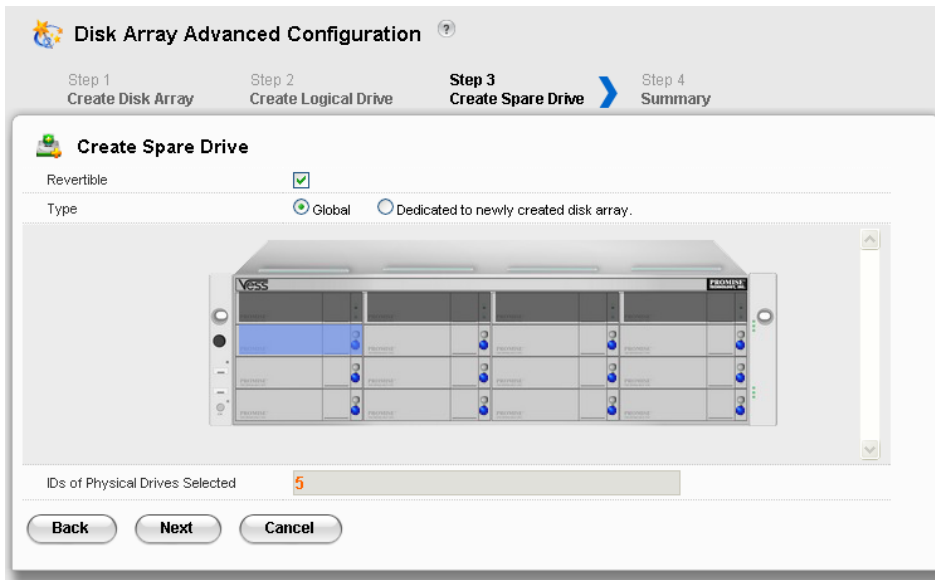 Disk Array Advanced Configuration ?
Step 1
Create Disk Array
Step 2
Create Logical Drive
Step 3
Create Spare Drive
Step 4
Summary
Create Spare Drive
Revertible
Type
Global
Dedicated to newly created disk array.
Vess
PROMISE
IDs of Physical Drives Selected
5
Back
Next
Cancel